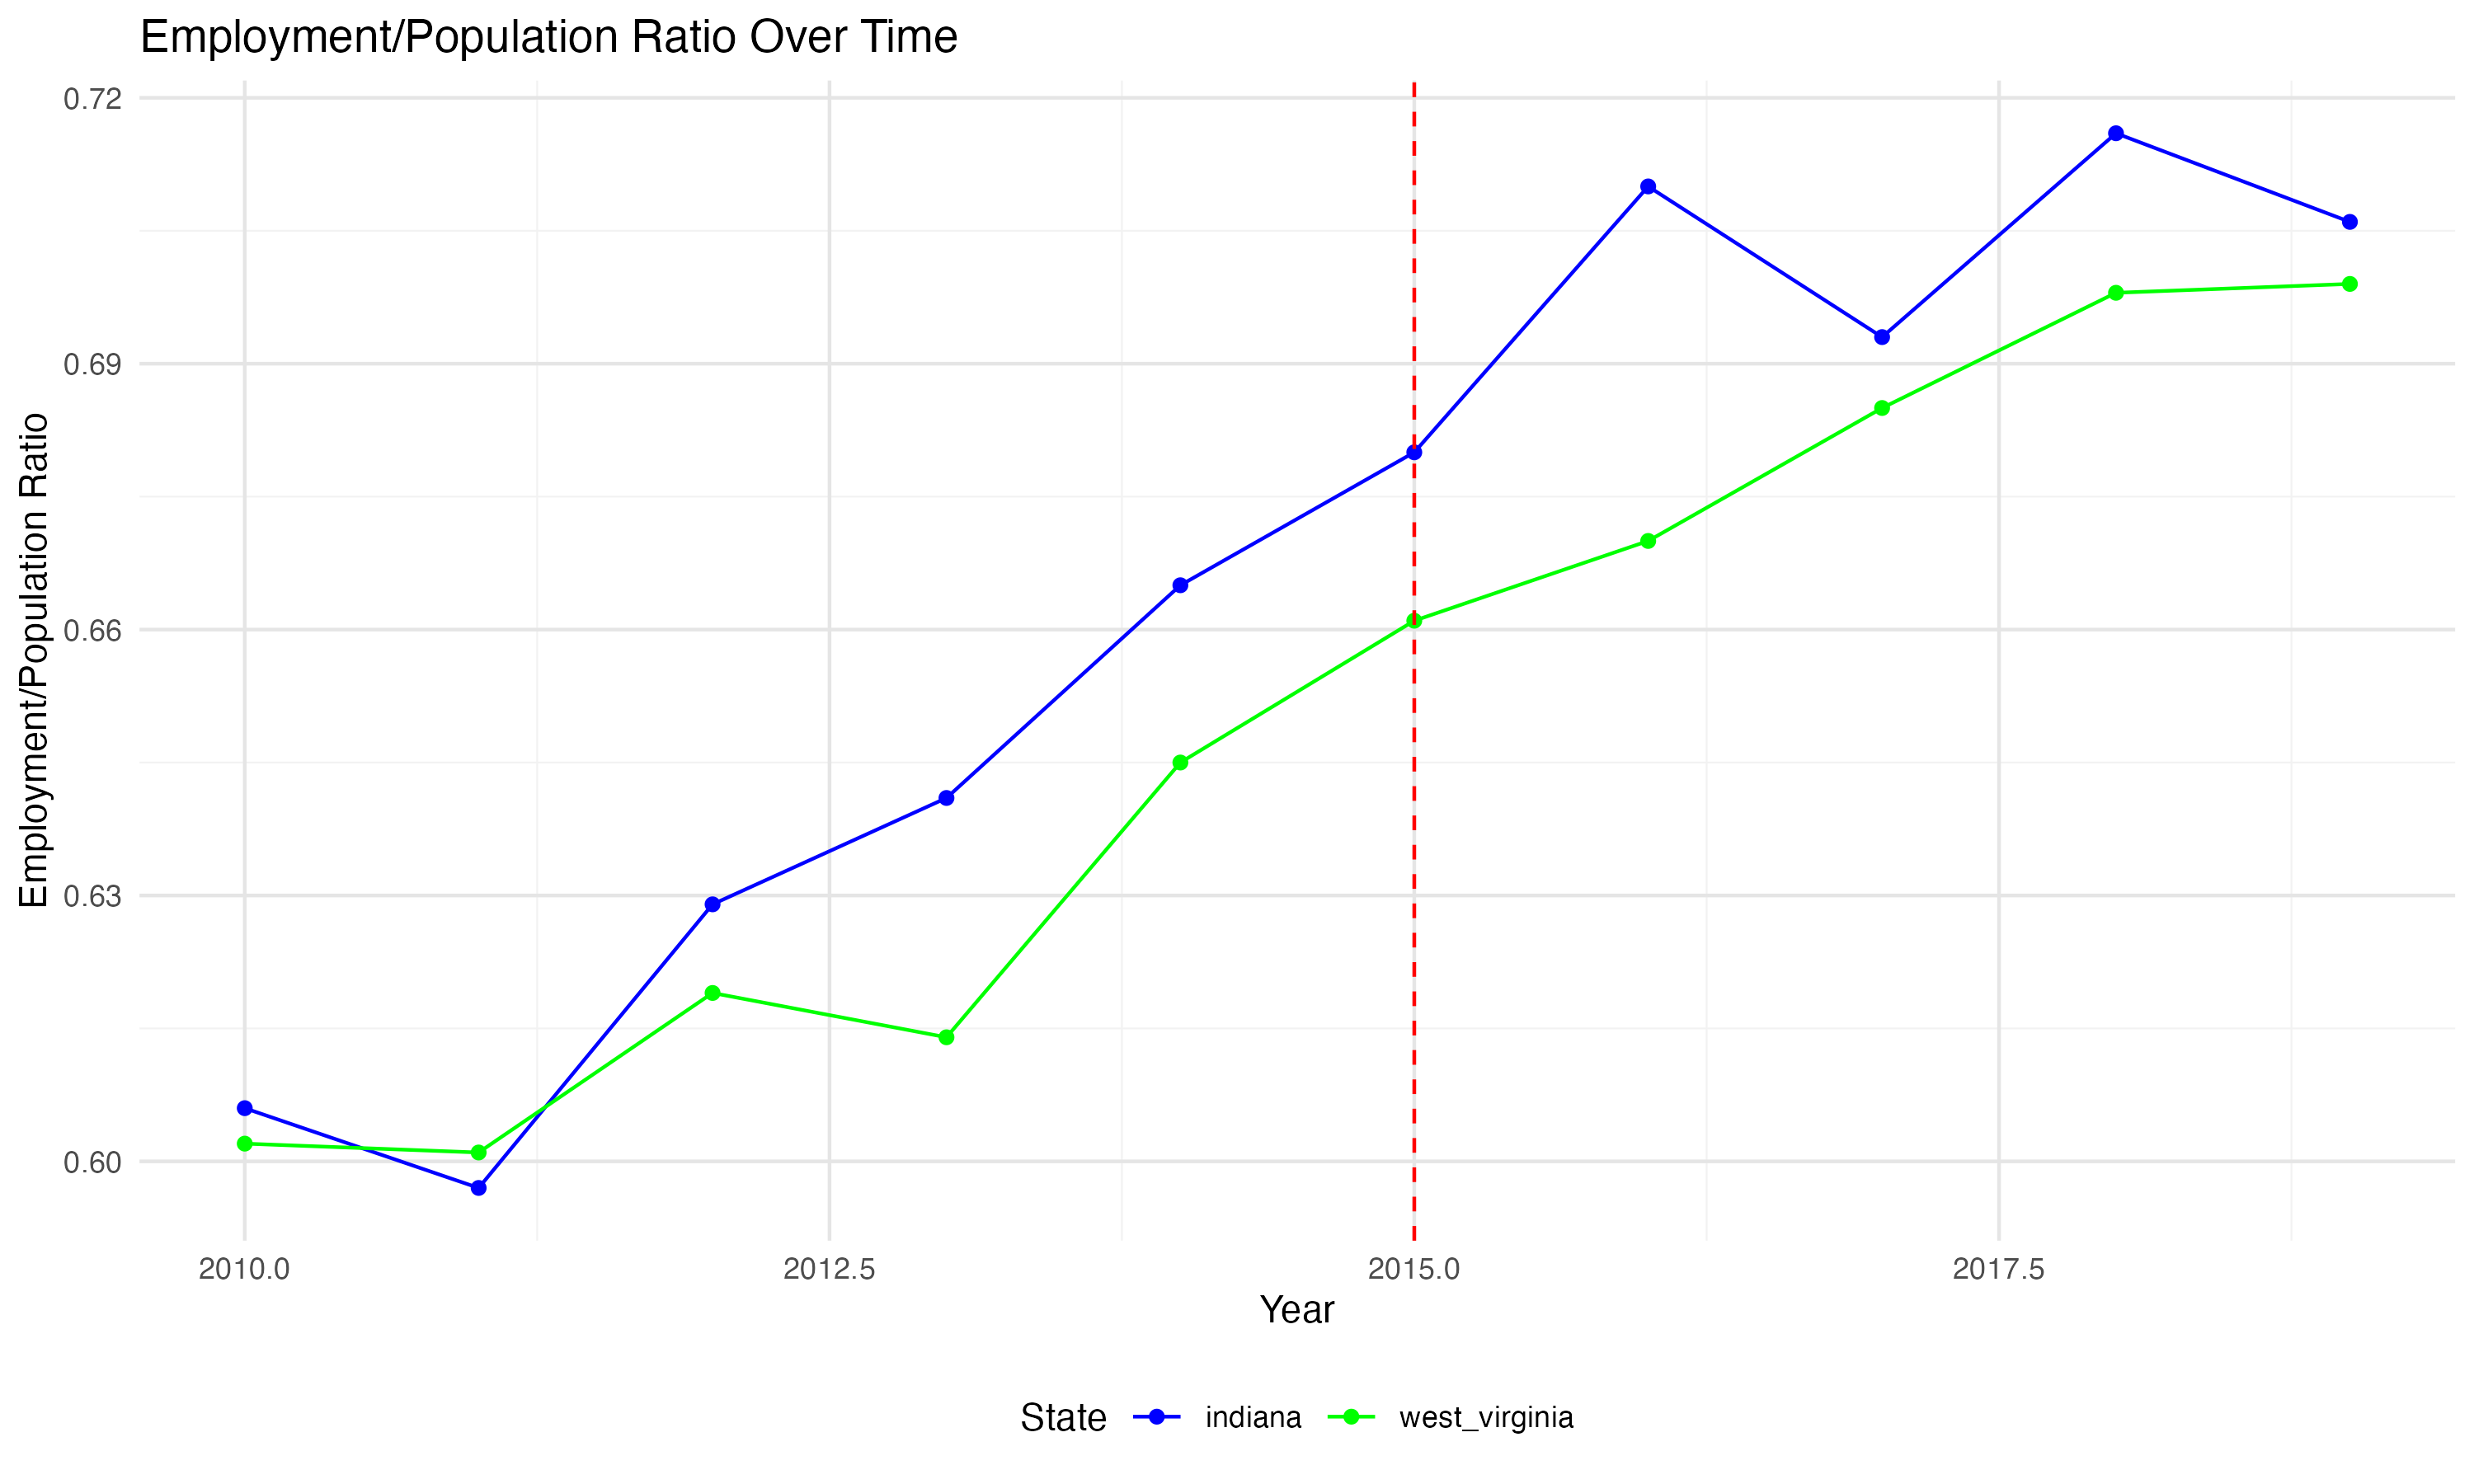 Employment/Population Ratio Over Time
Employment/Population Ratio
0.72
0.69
0.66
0.63
0.60
2010.0 2012.5 2015.0 2017.5
Year
State indiana west_virginia